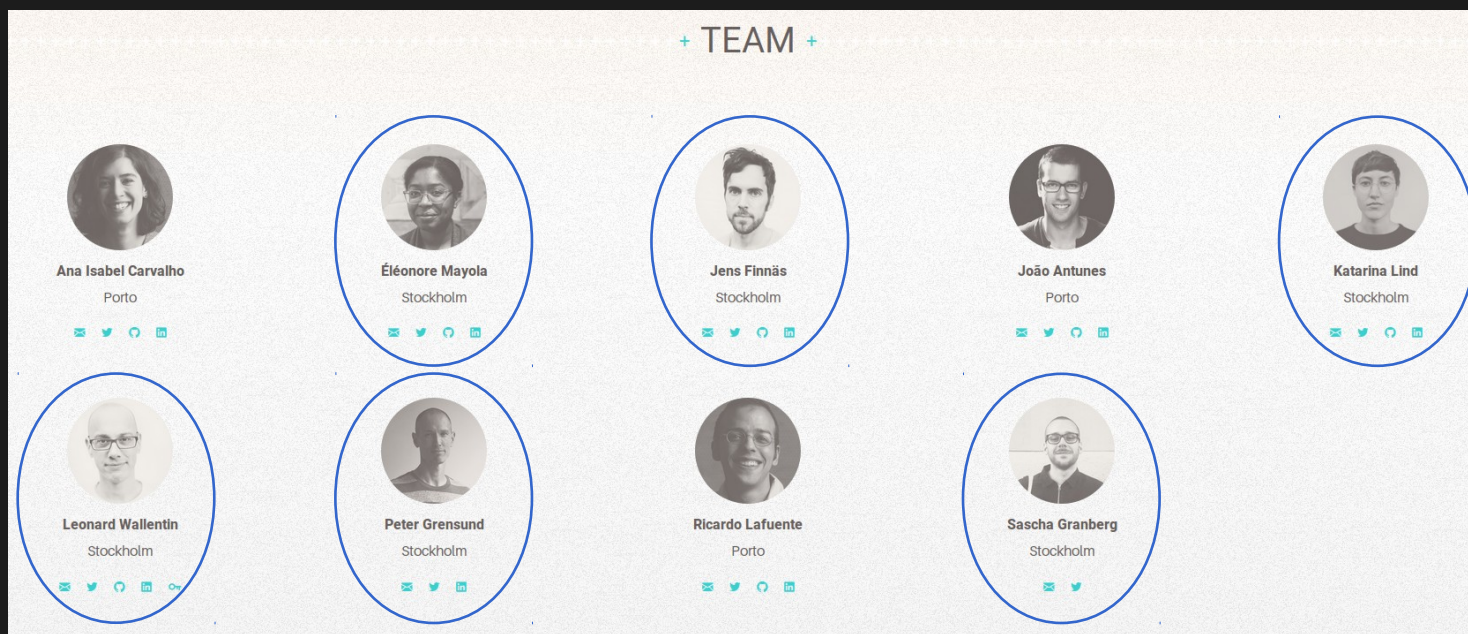 + TEAM +
Ana Isabel Carvalho
Porto
Éléonore Mayola
Stockholm
Jens Finnäs
Stockholm
João Antunes
Porto
Katarina Lind
Stockholm
Leonard Wallentin
Stockholm
Peter Grensund
Stockholm
Ricardo Lafuente
Porto
Sascha Granberg
Stockholm